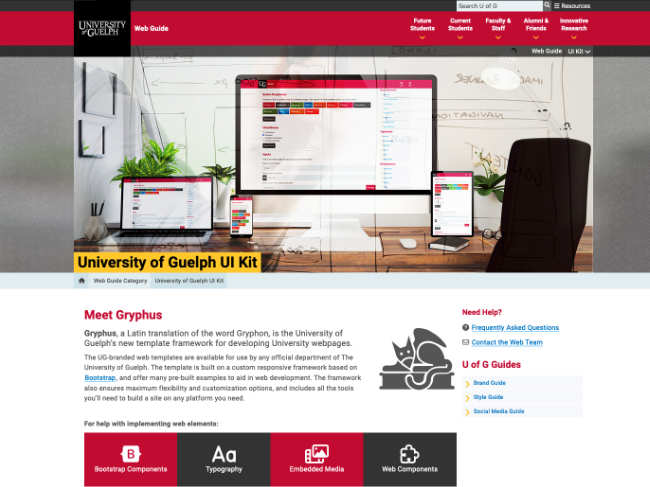 Search U of G
Resources
UNIVERSITY
OF GUELPH
Web Guide
Future
Students
Current
Students
Faculty &
Staff
Alumni &
Friends
Innovative
Research
Web Guide
UI Kit
University of Guelph UI Kit
Web Guide Category
University of Guelph UI Kit
Meet Gryphus
Gryphus, a Latin translation of the word Gryphon, is the University of
Guelph's new template framework for developing University webpages.
The UG-branded web templates are available for use by any official department of The
University of Guelph. The template is built on a custom responsive framework based on
Bootstrap, and offer many pre-built examples to aid in web development. The framework
also ensures maximum flexibility and customization options, and includes all the tools
you'll need to build a site on any platform you need.
Need Help?
Frequently Asked Questions
Contact the Web Team
U of G Guides
Brand Guide
Style Guide
Social Media Guide
For help with implementing web elements:
B
Bootstrap Components
Aa
Typography
Embedded Media
Web Components